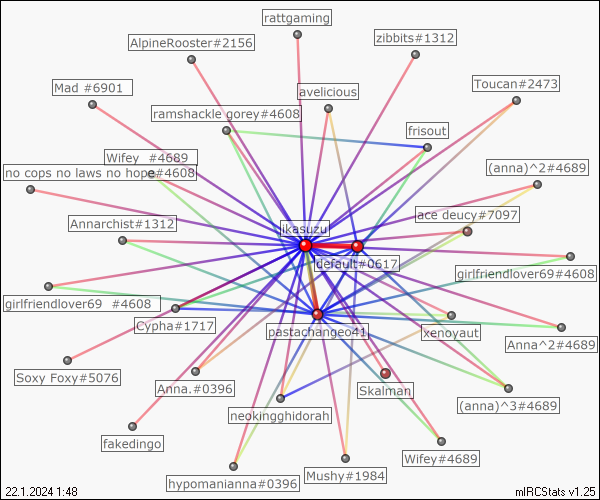 rattgaming
AlpineRooster#2156
zibbits#1312
Mad #6901
avelicious
Toucan#2473
ramshackle gorey#4608
frisout
Wifey   #4689
no cops no laws no hope#4608
(anna)^2#4689
Annarchist#1312
ace deucy#7097
jikasuzu
default#0617
girlfriendlover69#4608
girlfriendlover69  #4608
Cypha#1717
pastachangeo41
xenoyaut
Anna^2#4689
Soxy Foxy#5076
Anna.#0396
Skalman
neokingghidorah
(anna)^3#4689
fakedingo
Wifey#4689
hypomanianna#0396
Mushy#1984
22.1.2024 1:48
mIRCStats v1.25